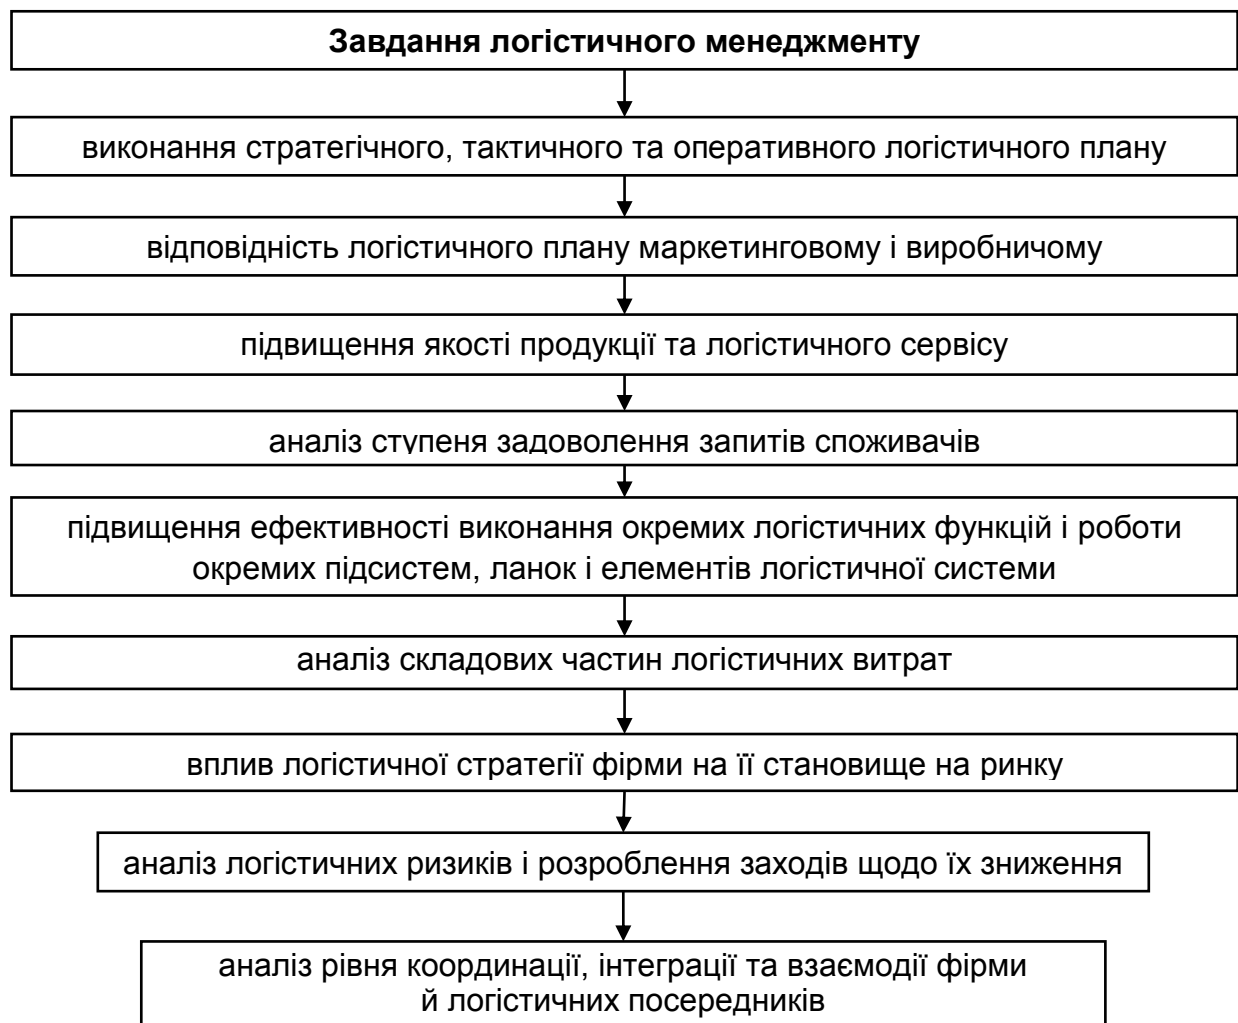 Завдання логістичного менеджменту
виконання стратегічного, тактичного та оперативного логістичного плану
відповідність логістичного плану маркетинговому і виробничому
підвищення якості продукції та логістичного сервісу
аналіз ступеня задоволення запитів споживачів
підвищення ефективності виконання окремих логістичних функцій і роботи
окремих підсистем, ланок і елементів логістичної системи
аналіз складових частин логістичних витрат
вплив логістичної стратегії фірми на її становище на ринку
аналіз логістичних ризиків і розроблення заходів щодо їх зниження
аналіз рівня координації, інтеграції та взаємодії фірми
й логістичних посередників